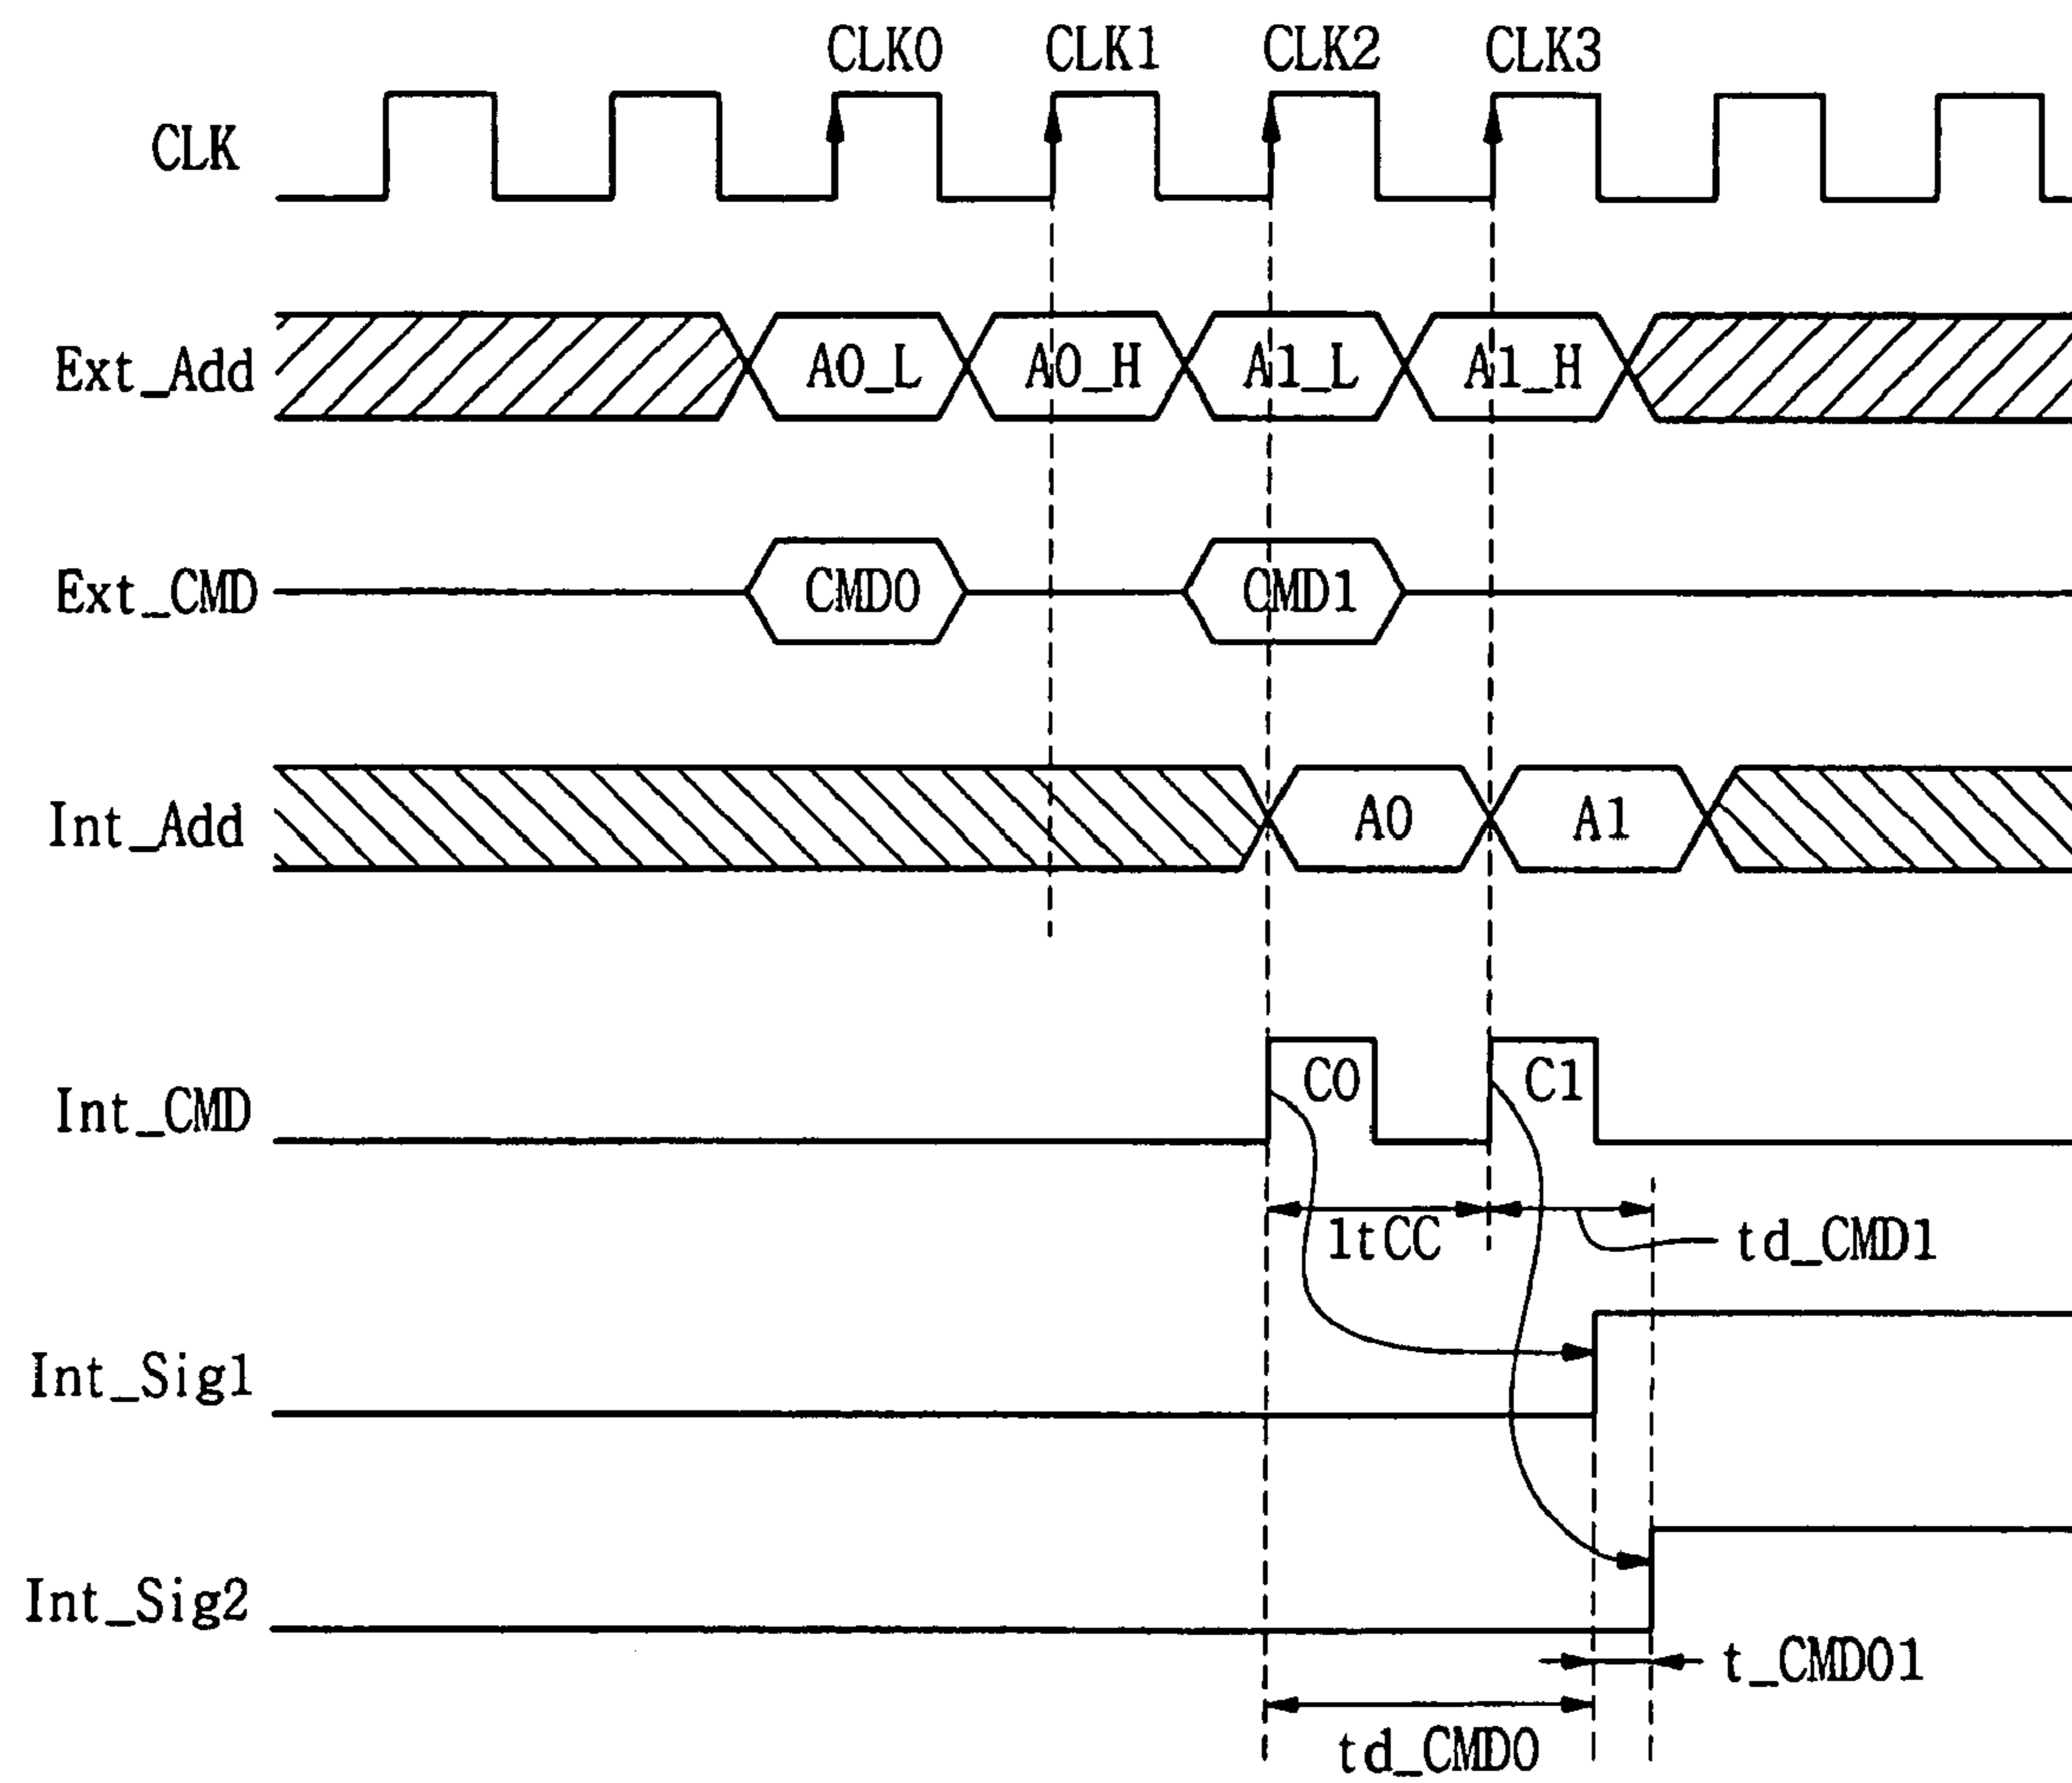 CLK0 CLK1 CLK2 CLK3
CLK
Ext_Add A0_L A0_H A1_L A1_H
Ext_CMD CMD0 CMD1
Int_Add A0 A1
Int_CMD C0 C1
1tCC td_CMD1
Int_Sig1
Int_Sig2
t_CMD01
td_CMD0